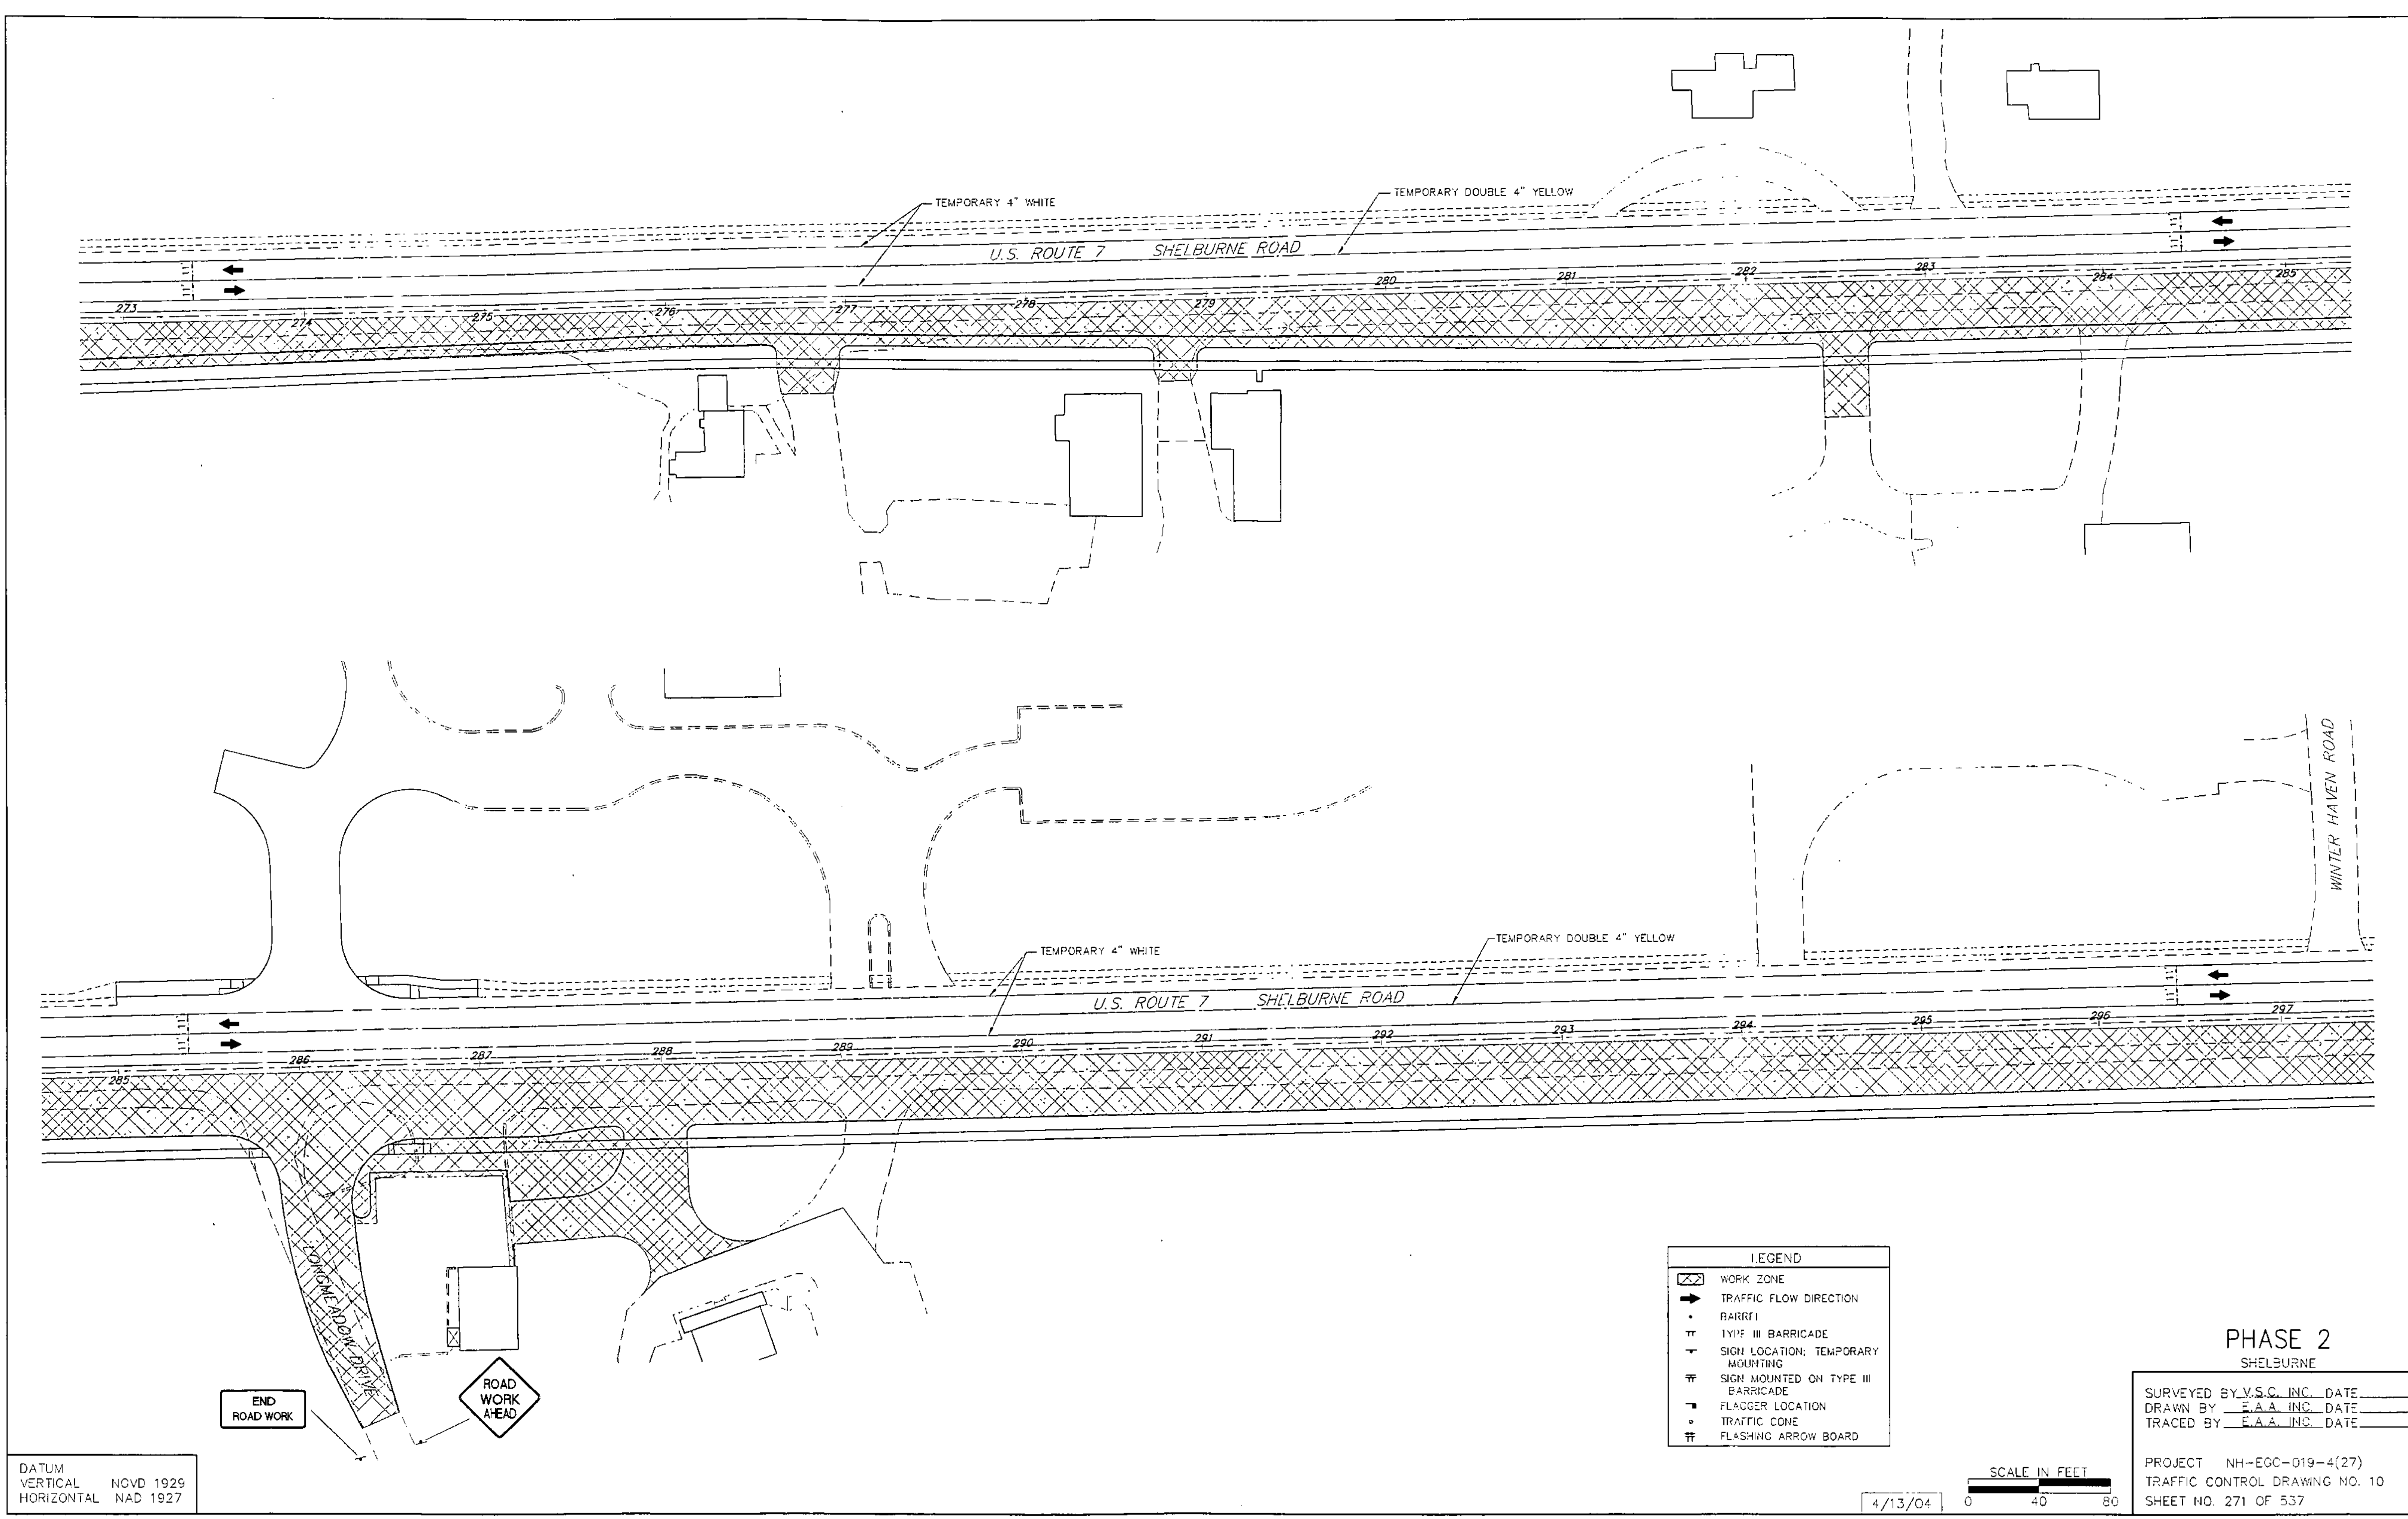 TEMPORARY 4" WHITE
TEMPORARY DOUBLE 4" YELLOW
U.S. ROUTE 7 SHELBURNE ROAD
273
274
275
276
277
278
279
280
281
282
283
284
285
WINTER HAVEN ROAD
TEMPORARY 4" WHITE
TEMPORARY DOUBLE 4" YELLOW
U.S. ROUTE 7 SHELBURNE ROAD
285
286
287
288
289
290
291
292
293
294
295
296
297
LONGMEADOW DRIVE
END
ROAD WORK
ROAD
WORK
AHEAD
LEGEND
WORK ZONE
TRAFFIC FLOW DIRECTION
BARREL
TYPE III BARRICADE
SIGN LOCATION; TEMPORARY
MOUNTING
SIGN MOUNTED ON TYPE III
BARRICADE
FLAGGER LOCATION
TRAFFIC CONE
FLASHING ARROW BOARD
PHASE 2
SHELBURNE
SURVEYED BY V.S.C. INC. DATE
DRAWN BY E.A.A. INC. DATE
TRACED BY E.A.A. INC. DATE
PROJECT NH-EGC-019-4(27)
TRAFFIC CONTROL DRAWING NO. 10
SHEET NO. 271 OF 537
SCALE IN FEET
0 40 80
4/13/04
DATUM
VERTICAL NGVD 1929
HORIZONTAL NAD 1927